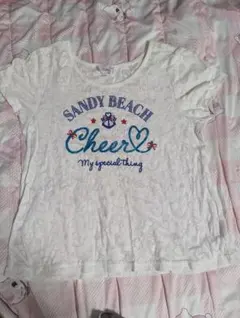 SANDY BEACH
Cheer
My special thing